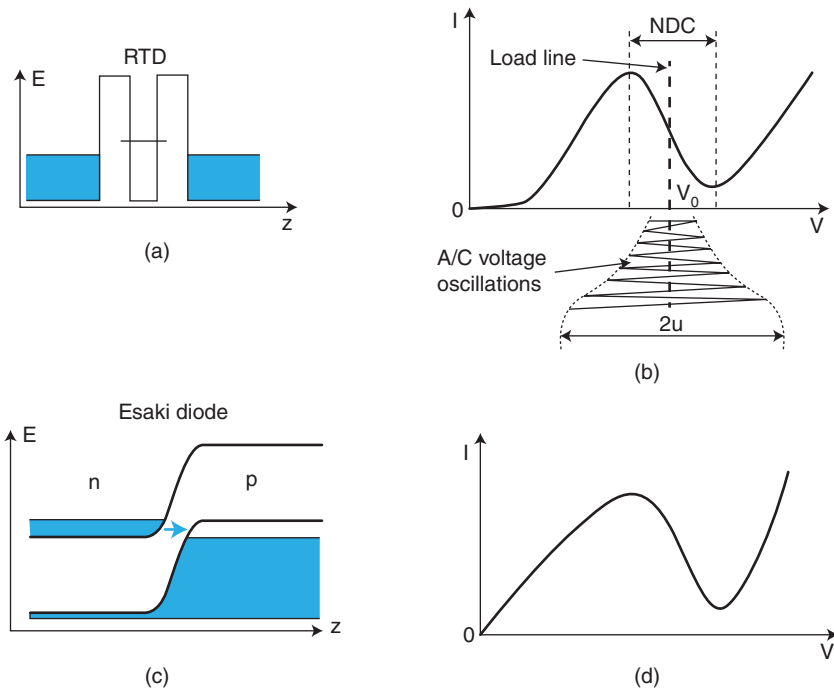 RTD
E
z
(a)
I
NDC
Load line
0
V₀
V
A/C voltage
oscillations
2u
(b)
Esaki diode
E
n
p
z
(c)
I
0
V
(d)